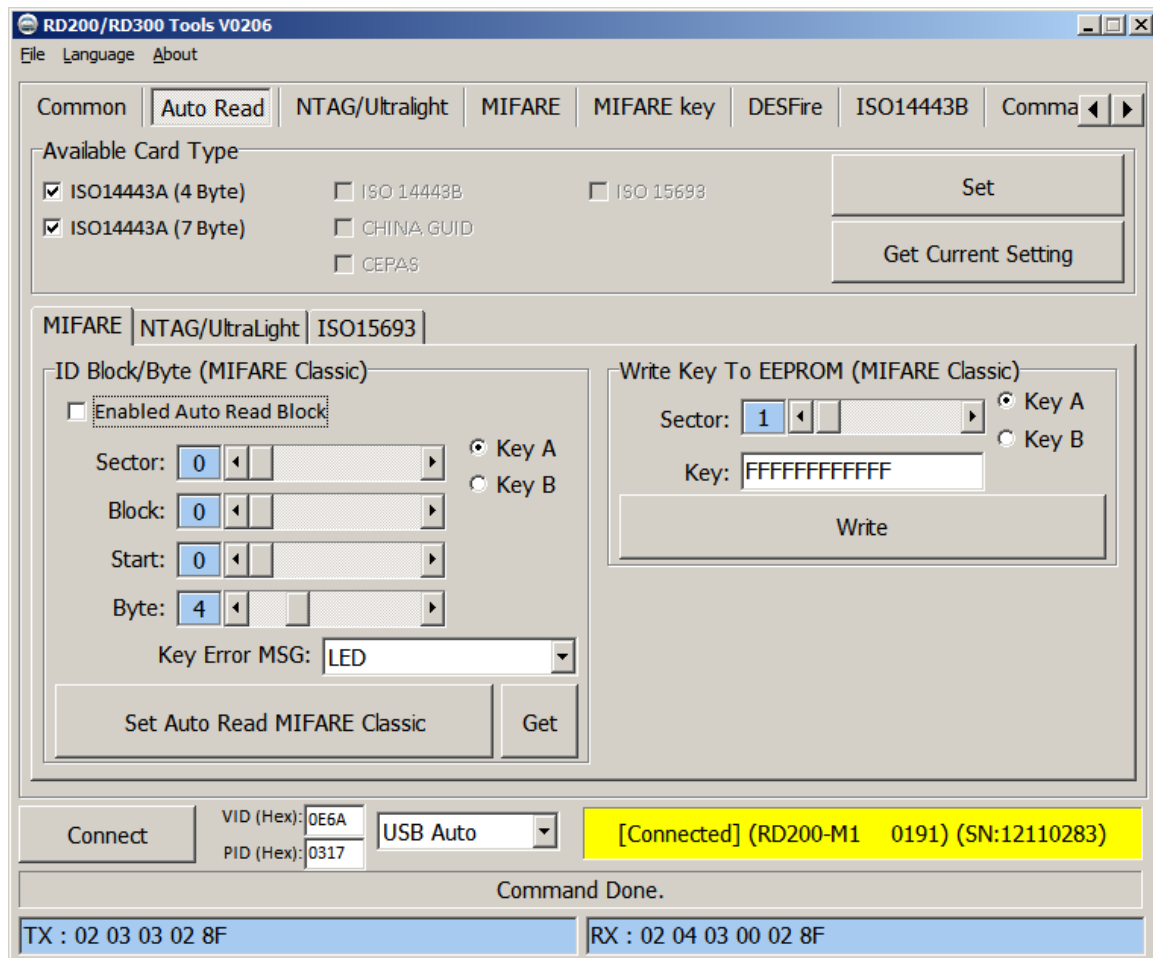 RD200/RD300 Tools V0206
File Language About
Common Auto Read NTAG/Ultralight MIFARE MIFARE key DESFire ISO14443B Comma
Available Card Type
ISO14443A (4 Byte) ISO 14443B ISO 15693 Set
ISO14443A (7 Byte) CHINA GUID
CEPAS Get Current Setting
MIFARE NTAG/UltraLight ISO15693
ID Block/Byte (MIFARE Classic)
Enabled Auto Read Block
Sector: 0 Key A
Key B
Block: 0
Start: 0
Byte: 4
Key Error MSG: LED
Set Auto Read MIFARE Classic Get
Write Key To EEPROM (MIFARE Classic)
Sector: 1 Key A
Key B
Key: FFFFFFFFFFFF
Write
Connect VID (Hex): 0E6A USB Auto [Connected] (RD200-M1 0191) (SN:12110283)
PID (Hex): 0317
Command Done.
TX : 02 03 03 02 8F RX : 02 04 03 00 02 8F